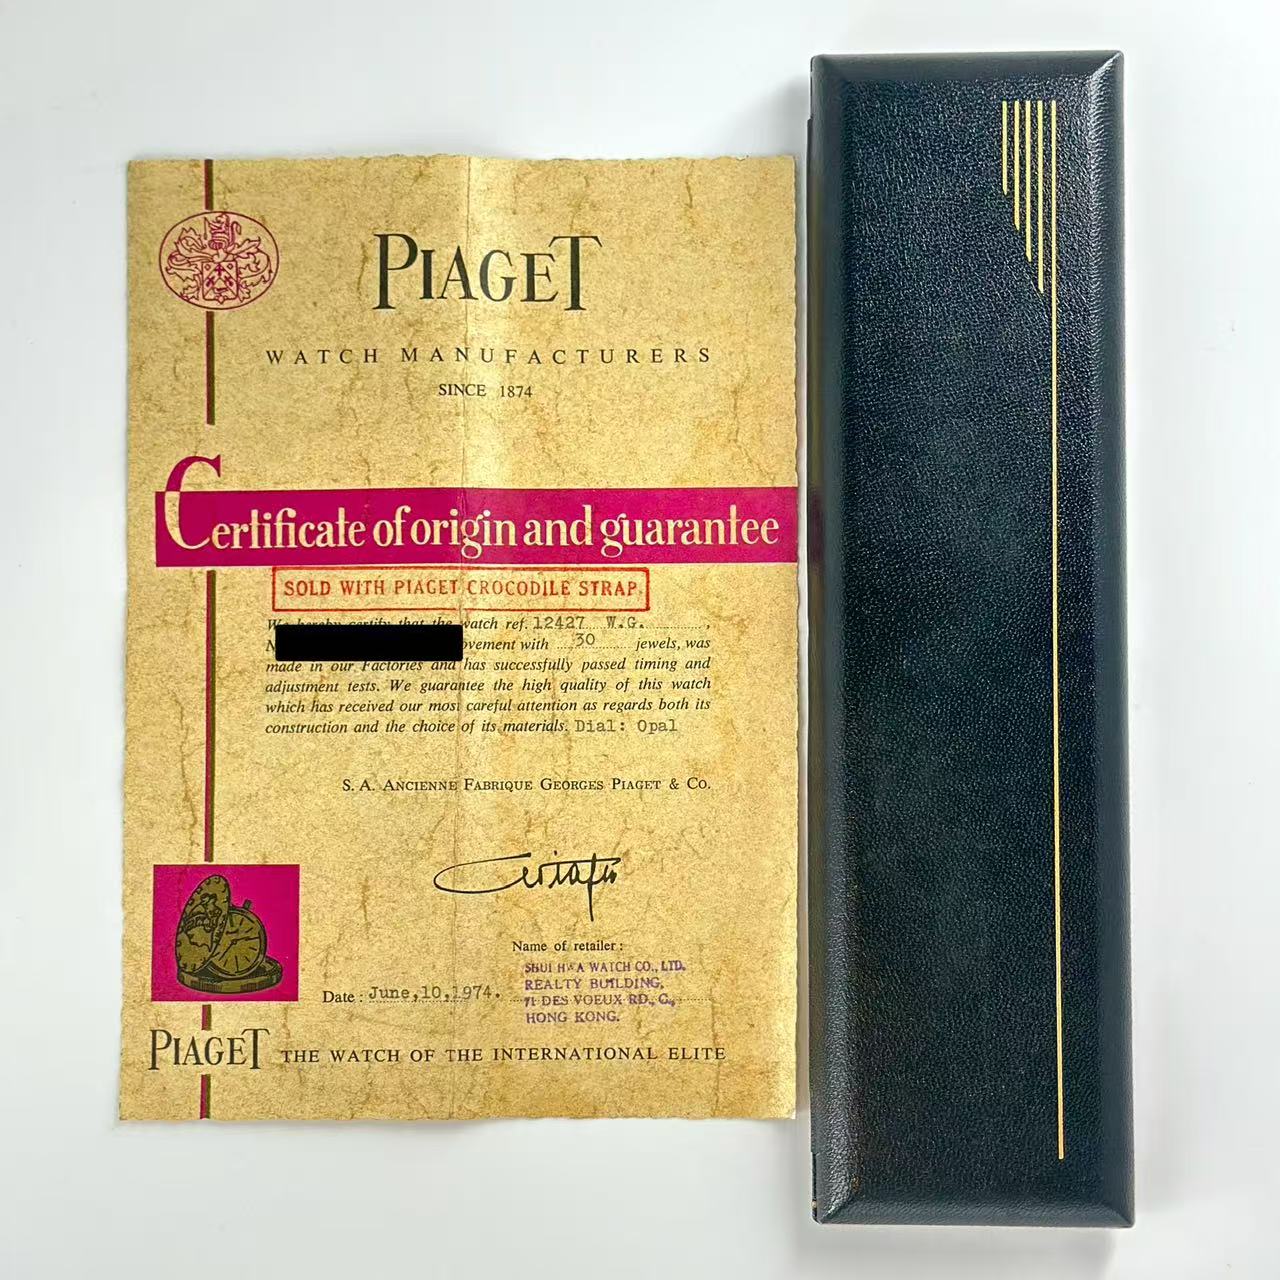 PIAGET
WATCH MANUFACTURERS
SINCE 1874
Certificate of origin and guarantee
SOLD WITH PIAGET CROCODILE STRAP
We hereby certify that the watch ref. 12427 W.G. ,
ovement with 30 jewels, was
made in our Factories and has successfully passed timing and
adjustment tests. We guarantee the high quality of this watch
which has received our most careful attention as regards both its
construction and the choice of its materials. Dial: Opal
S. A. ANCIENNE FABRIQUE GEORGES PIAGET & CO.
Name of retailer :
SHUI HWA WATCH CO., LTD.
REALTY BUILDING,
71 DES VOEUX RD., C.,
HONG KONG.
Date : June,10,1974.
PIAGET THE WATCH OF THE INTERNATIONAL ELITE